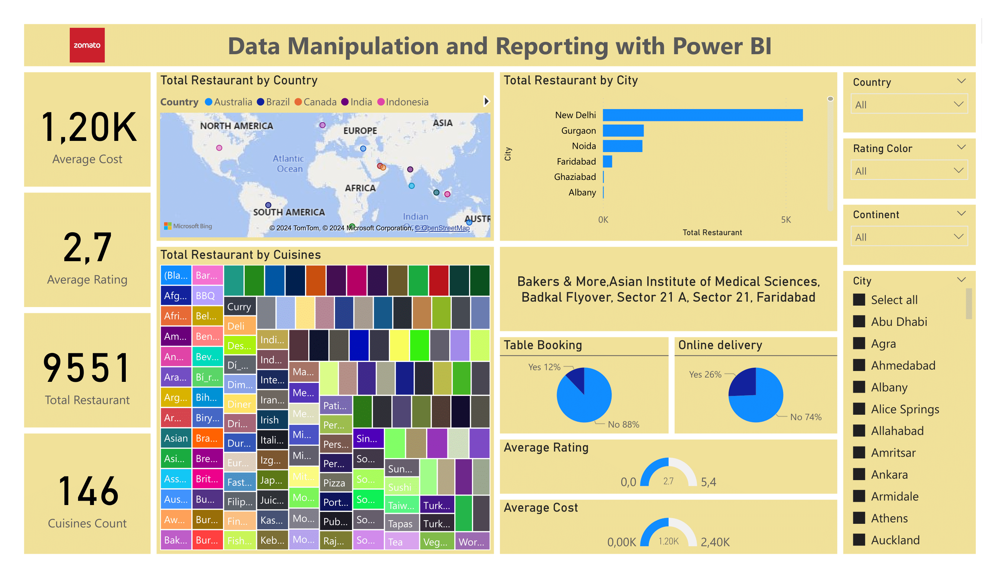 zomato
Data Manipulation and Reporting with Power BI
1,20K
Average Cost
2,7
Average Rating
9551
Total Restaurant
146
Cuisines Count
Total Restaurant by Country
Country Australia Brazil Canada India Indonesia
NORTH AMERICA
EUROPE
ASIA
Atlantic
Ocean
AFRICA
SOUTH AMERICA
Indian
Ocean
AUSTR
Microsoft Bing
© 2024 TomTom, © 2024 Microsoft Corporation, © OpenStreetMap
Total Restaurant by City
City
New Delhi
Gurgaon
Noida
Faridabad
Ghaziabad
Albany
0K 5K
Total Restaurant
Total Restaurant by Cuisines
(Bla...
Afg...
Afri...
Am...
An...
Ara...
Arg...
Ar...
Asian
Asi...
Ass...
Aus...
Aw...
Bak...
Bar...
BBQ
Bel...
Ben...
Bev...
Bí_r...
Bih...
Biry...
Bra...
Bre...
Brit...
Bu...
Bur...
Bur...
Curry
Deli
Des...
Dí_...
Dim...
Diner
Dri...
Dur...
Eur...
Fast...
Filip...
Fin...
Fish...
Indi...
Ind...
Inte...
Iran...
Irish
Itali...
Izg...
Jap...
Juic...
Kas...
Keb...
Ma...
Me...
Me...
Mi...
Mi...
Mit...
Mo...
Mo...
Mo...
Pati...
Per...
Pers...
Per...
Pizza
Port...
Pub...
Raj...
Sin...
So...
So...
So...
So...
So...
Sun...
Sushi
Taiw...
Tapas
Tea
Turk...
Turk...
Veg...
Wor...
Bakers & More,Asian Institute of Medical Sciences,
Badkal Flyover, Sector 21 A, Sector 21, Faridabad
Table Booking
Yes 12%
No 88%
Online delivery
Yes 26%
No 74%
Average Rating
0,0 2,7 5,4
Average Cost
0,00K 1,20K 2,40K
Country
All
Rating Color
All
Continent
All
City
Select all
Abu Dhabi
Agra
Ahmedabad
Albany
Alice Springs
Allahabad
Amritsar
Ankara
Armidale
Athens
Auckland